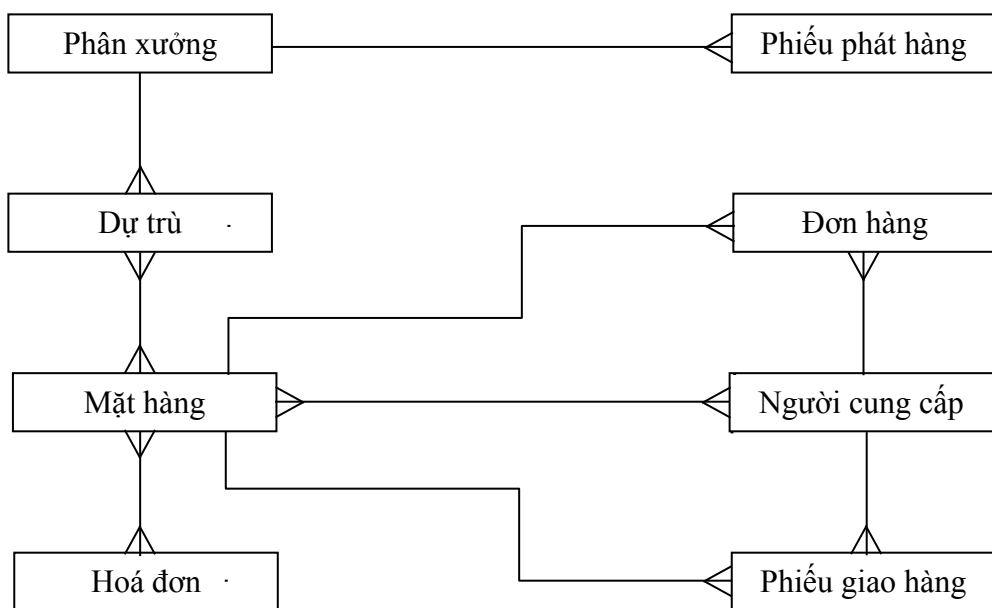 Phân xưởng
Phiếu phát hàng
Dự trù
Đơn hàng
Mặt hàng
Người cung cấp
Hoá đơn
Phiếu giao hàng